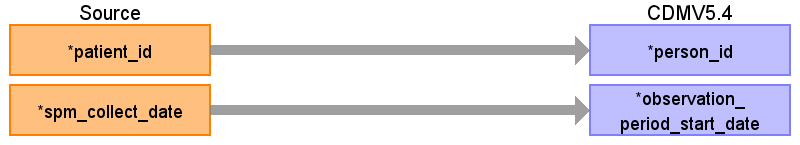 Source
CDMV5.4
*patient_id
*person_id
*spm_collect_date
*observation_
period_start_date